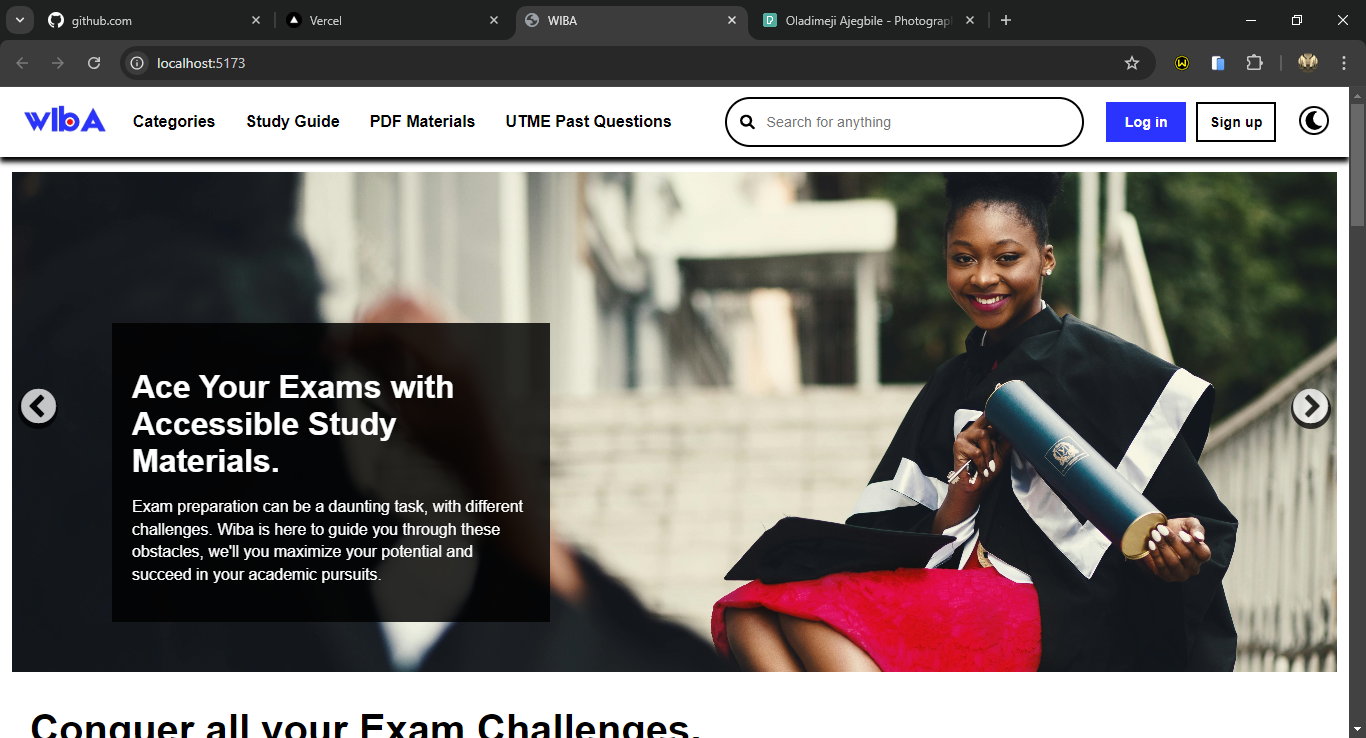 github.com
Vercel
WIBA
Oladimeji Ajegbile - Photograp
localhost:5173
wIbA
Categories
Study Guide
PDF Materials
UTME Past Questions
Search for anything
Log in
Sign up
Ace Your Exams with
Accessible Study
Materials.
Exam preparation can be a daunting task, with different
challenges. Wiba is here to guide you through these
obstacles, we'll you maximize your potential and
succeed in your academic pursuits.
Conquer all your Exam Challenges.